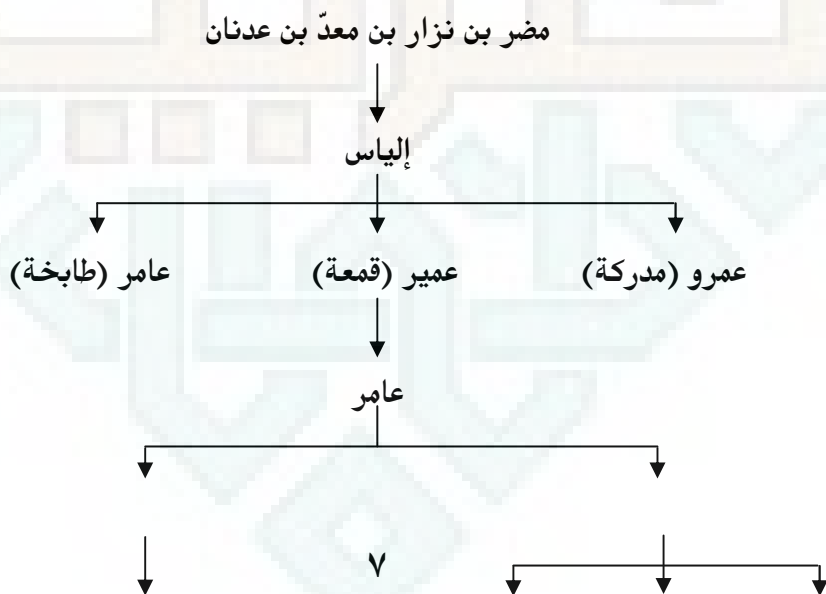 مضر بن نزار بن معدّ بن عدنان
إلياس
عمرو (مدركة) عمير (قمعة) عامر (طابخة)
عامر
٧